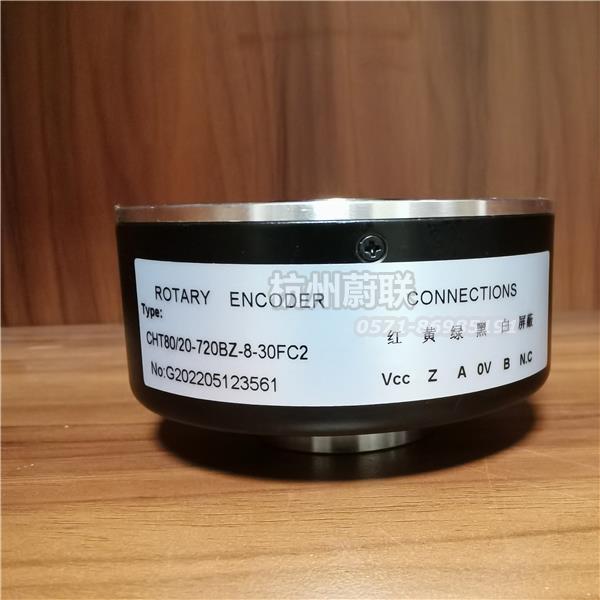 ROTARY ENCODER
Type:
CHT80/20-720BZ-8-30FC2
No:G202205123561
CONNECTIONS
红 黄 绿 黑 白 屏蔽
Vcc Z A 0V B N.C
杭州蔚联